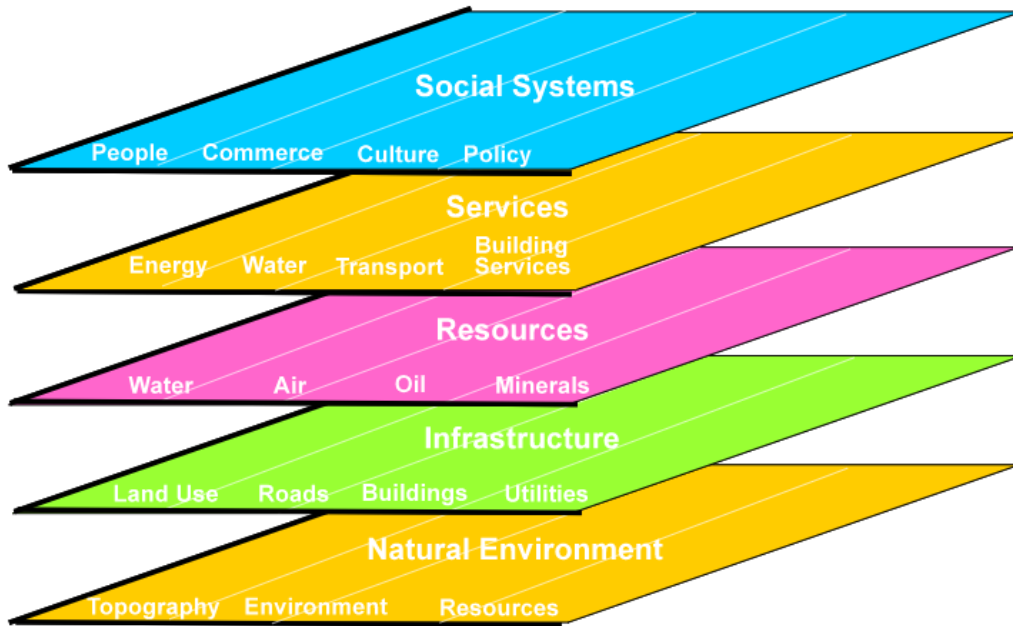 Social Systems
People Commerce Culture Policy
Services
Building
Energy Water Transport Services
Resources
Water Air Oil Minerals
Infrastructure
Land Use Roads Buildings Utilities
Natural Environment
Topography Environment Resources